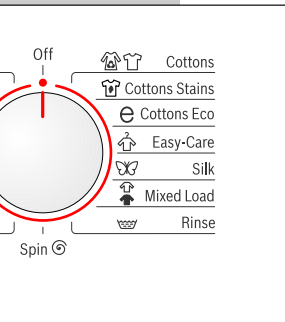 Off
Cottons
Cottons Stains
Cottons Eco
Easy-Care
Silk
Mixed Load
Rinse
Spin